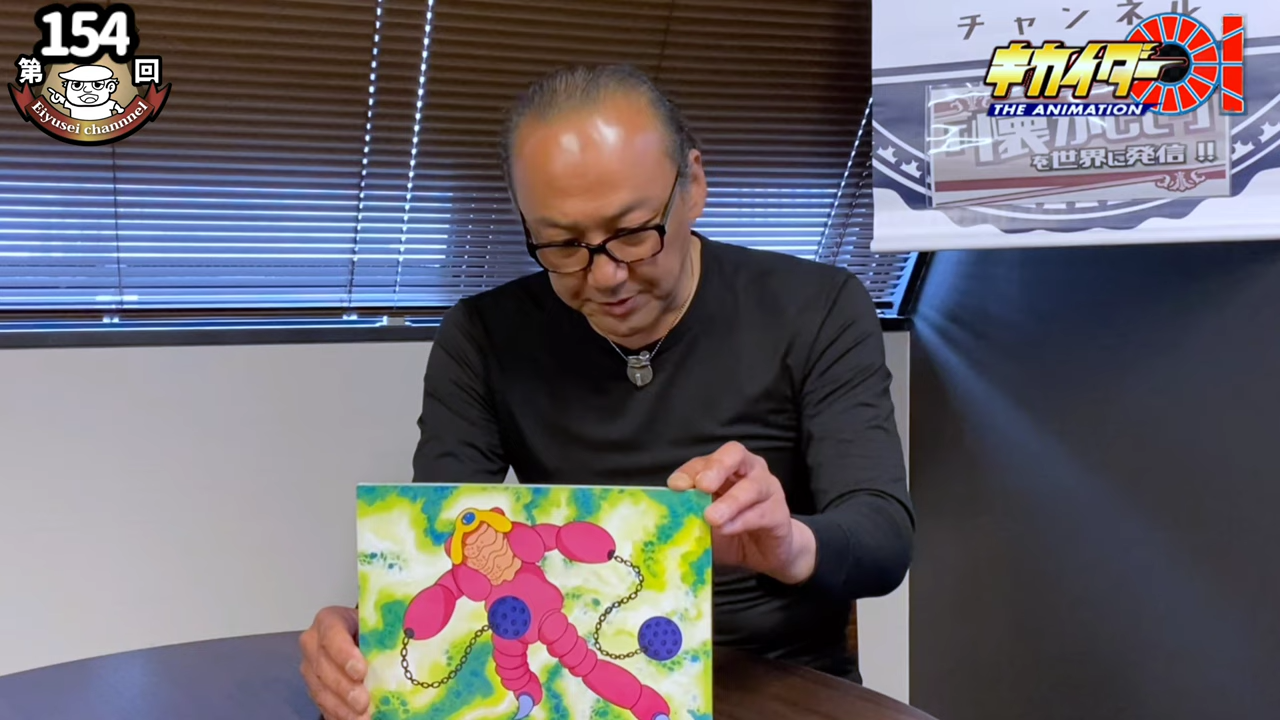 154
第 回
Eiyusei channnel
チャンネル
キカイダー01
THE ANIMATION
を世界に発信!!